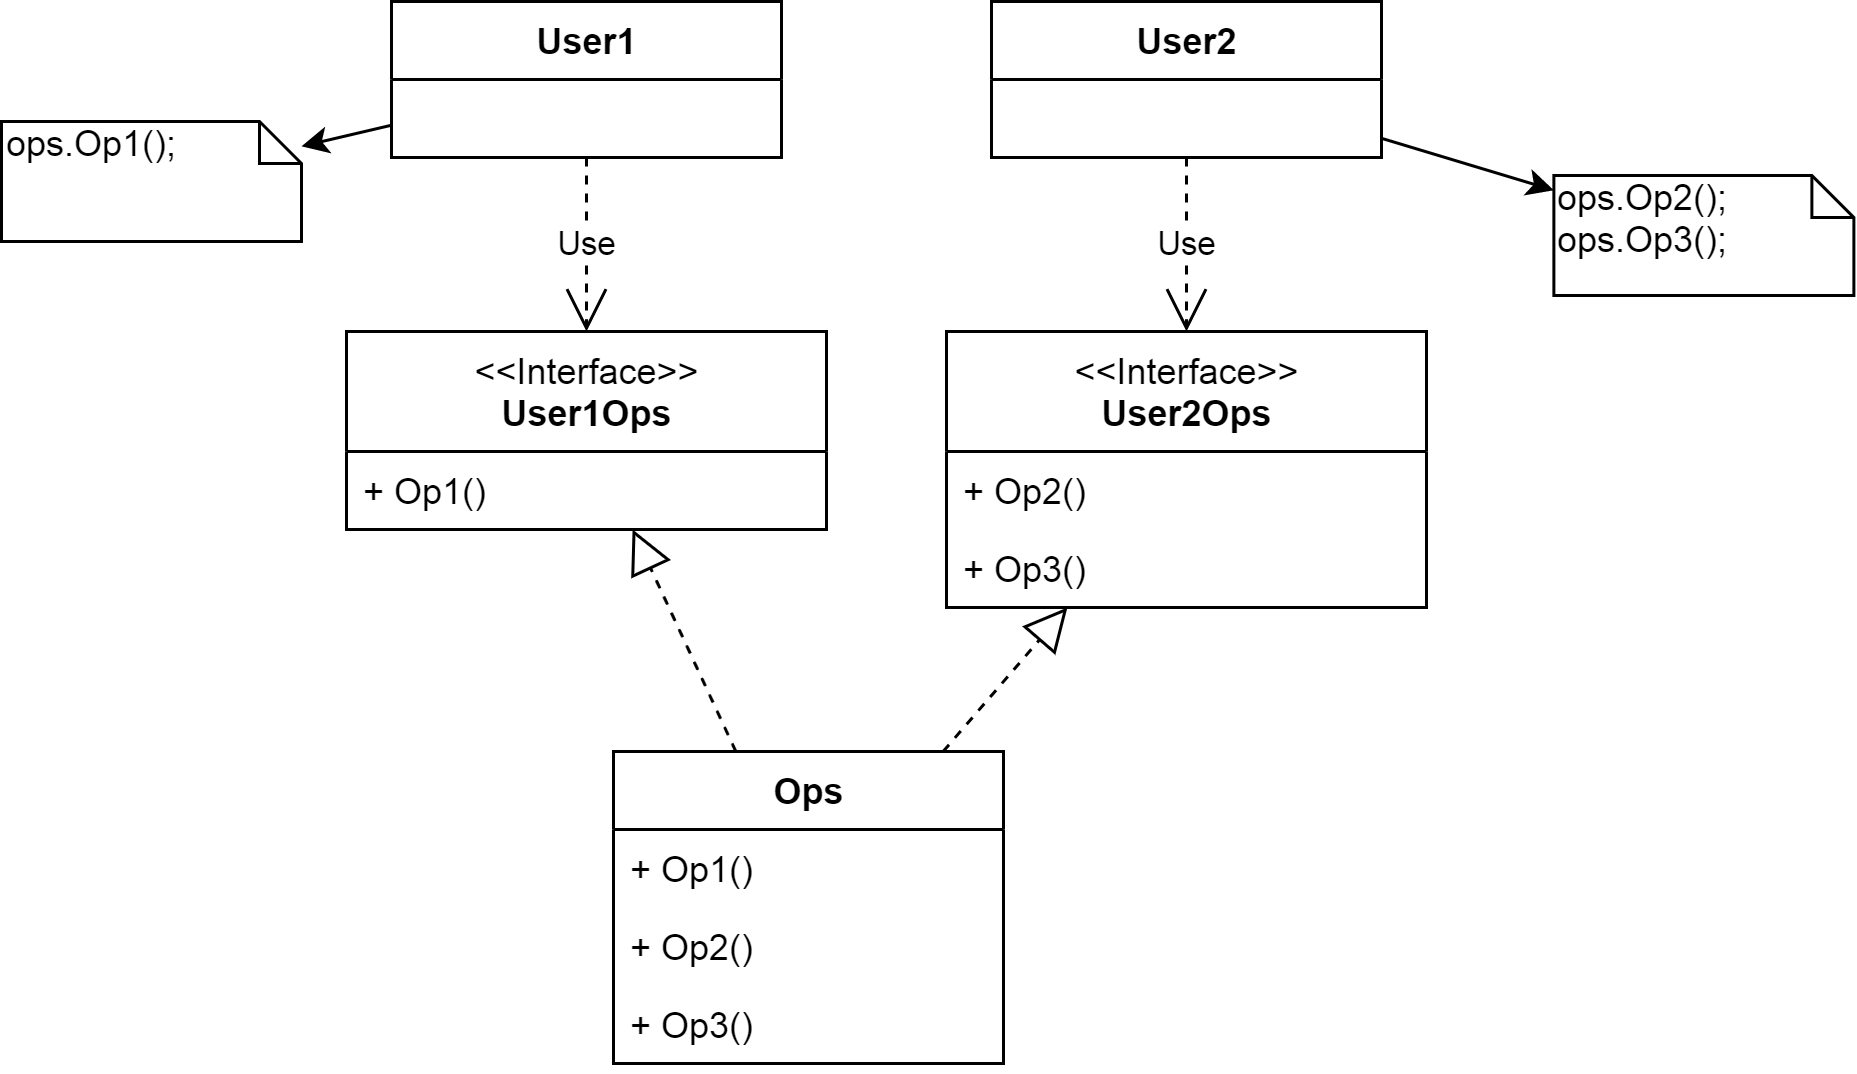 User1
User2
ops.Op1();
Use
Use
ops.Op2();
ops.Op3();
<<Interface>>
User1Ops
+ Op1()
<<Interface>>
User2Ops
+ Op2()
+ Op3()
Ops
+ Op1()
+ Op2()
+ Op3()